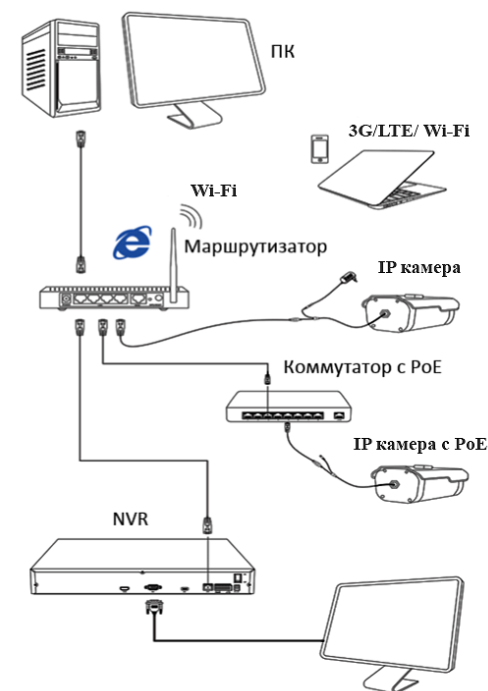 ПК
3G/LTE/ Wi-Fi
Wi-Fi
Маршрутизатор
IP камера
Коммутатор с PoE
IP камера с PoE
NVR